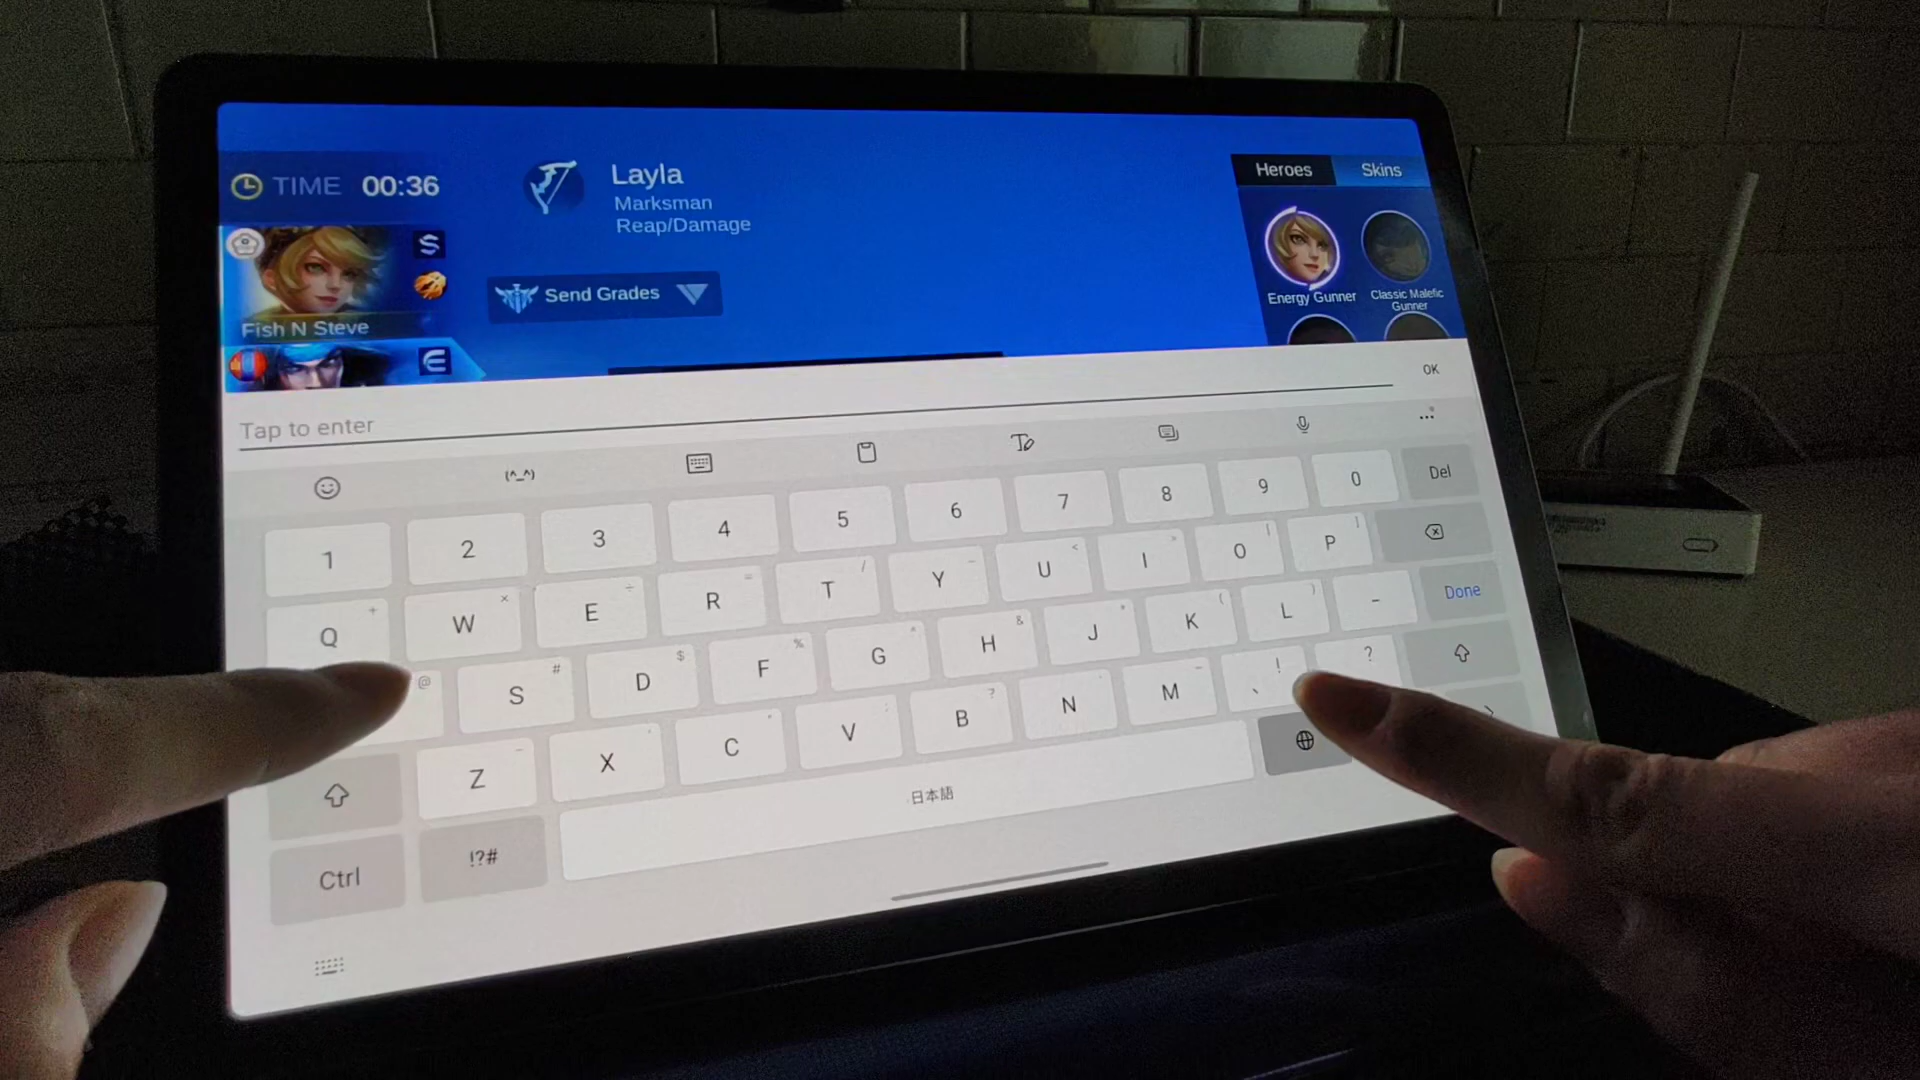 TIME 00:36
Layla
Marksman
Reap/Damage
Send Grades
Fish N Steve
Heroes Skins
Energy Gunner
Classic Malefic
Gunner
OK
Tap to enter
(^_^)
1 2 3 4 5 6 7 8 9 0 Del
Q W E R T Y U I O P
@ S D F G H J K L - Done
Z X C V B N M 、 ! ?
Ctrl !?# 日本語